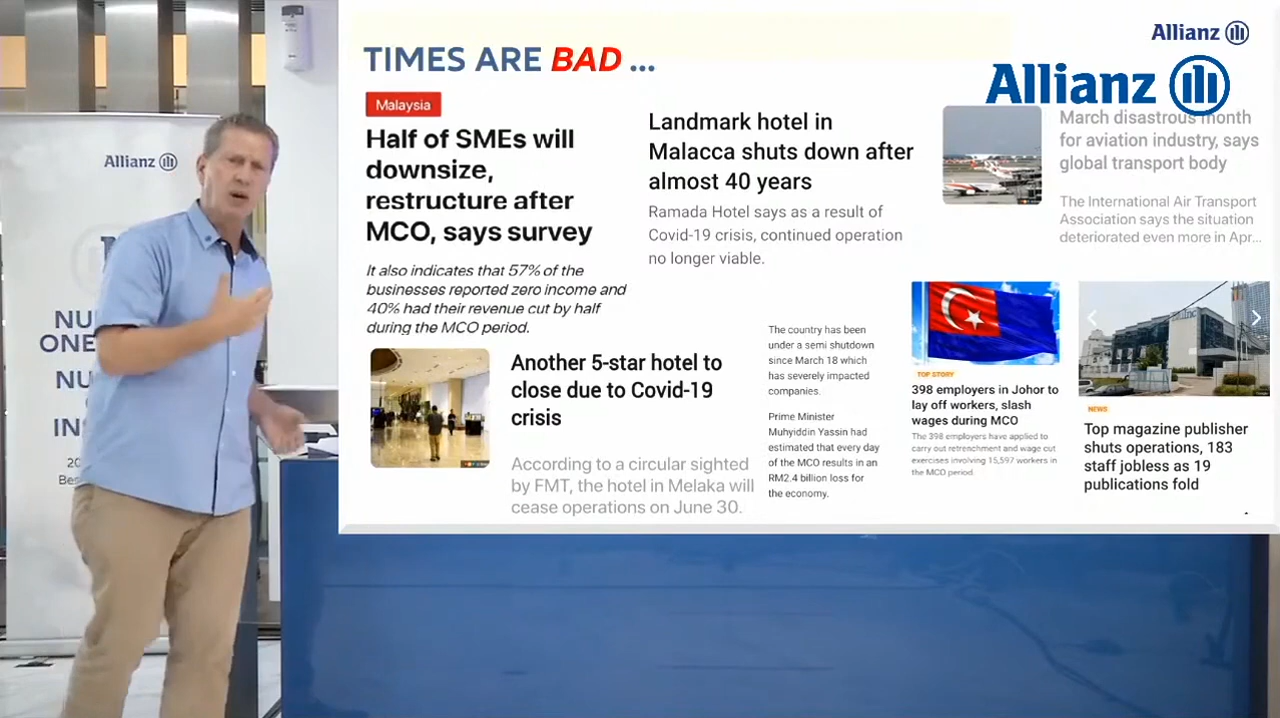 Allianz
NU
ONE
NU
IN
20
Allianz
Allianz
TIMES ARE BAD ...
Malaysia
Half of SMEs will
downsize,
restructure after
MCO, says survey
It also indicates that 57% of the
businesses reported zero income and
40% had their revenue cut by half
during the MCO period.
Landmark hotel in
Malacca shuts down after
almost 40 years
Ramada Hotel says as a result of
Covid-19 crisis, continued operation
no longer viable.
March disastrous month
for aviation industry, says
global transport body
The International Air Transport
Association says the situation
deteriorated even more in Apr...
Another 5-star hotel to
close due to Covid-19
crisis
According to a circular sighted
by FMT, the hotel in Melaka will
cease operations on June 30.
The country has been
under a semi shutdown
since March 18 which
has severely impacted
companies.
Prime Minister
Muhyiddin Yassin had
estimated that every day
of the MCO results in an
RM2.4 billion loss for
the economy.
TOP STORY
398 employers in Johor to
lay off workers, slash
wages during MCO
The 398 employers have applied to
carry out retrenchment and wage cut
exercises involving 15,597 workers in
the MCO period.
NEWS
Top magazine publisher
shuts operations, 183
staff jobless as 19
publications fold